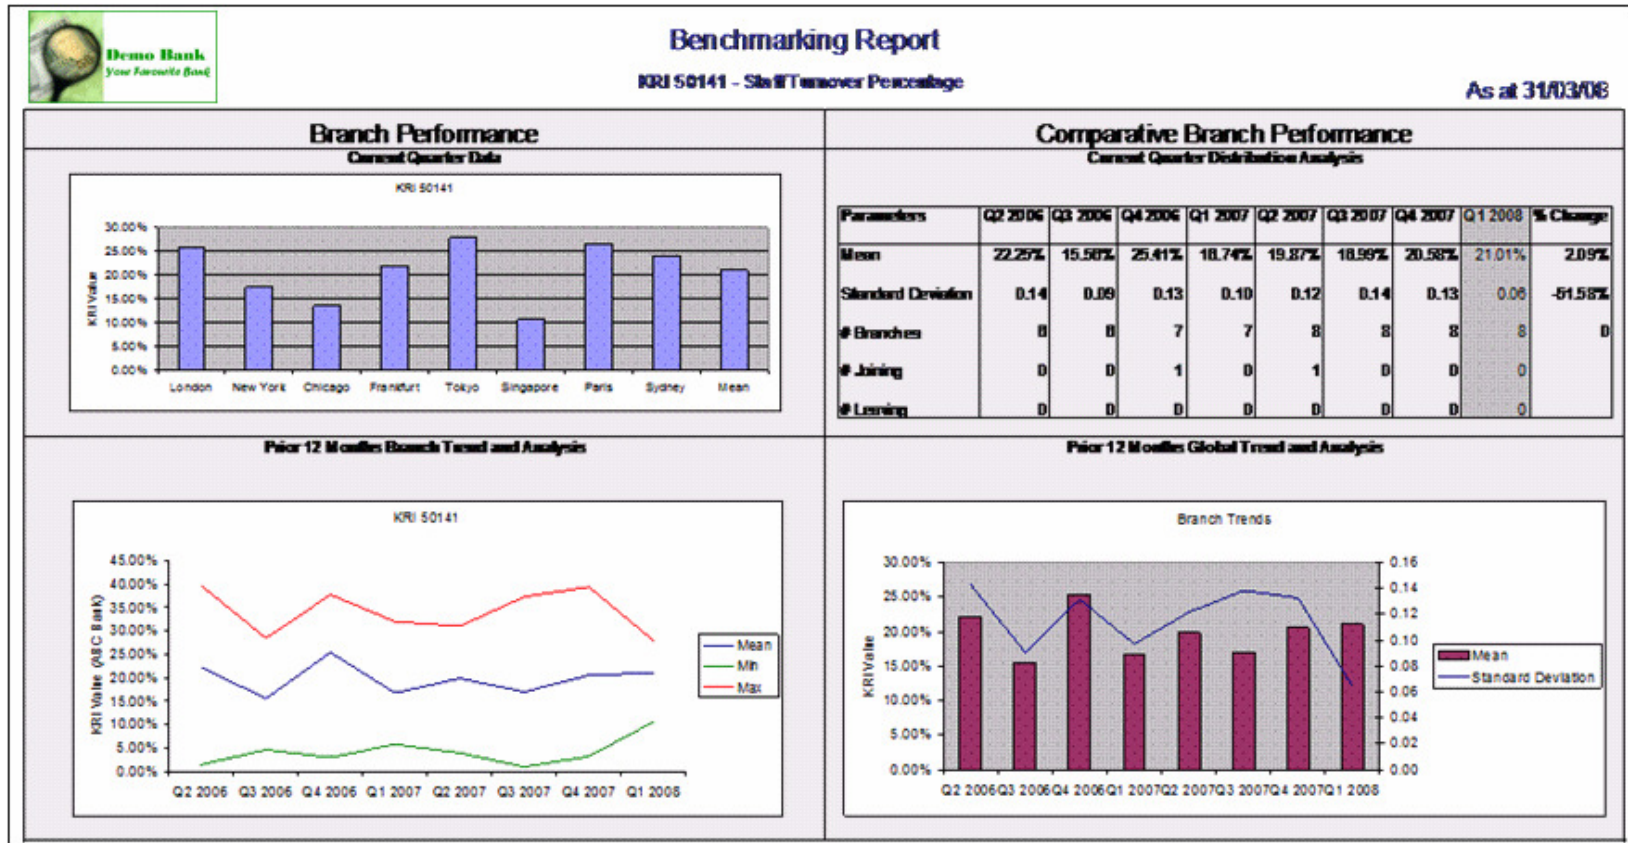 Demo Bank
Your Favourite Bank
Benchmarking Report
KRI 50141 - Staff Turnover Percentage
As at 31/03/08
Branch Performance
Current Quarter Data
KRI 50141
KRI Value
30.00%
25.00%
20.00%
15.00%
10.00%
5.00%
0.00%
London New York Chicago Frankfurt Tokyo Singapore Paris Sydney Mean
Comparative Branch Performance
Current Quarter Distribution Analysis
Parameters Q2 2006 Q3 2006 Q4 2006 Q1 2007 Q2 2007 Q3 2007 Q4 2007 Q1 2008 % Change
Mean 22.25% 15.56% 25.41% 19.87% 20.58% 21.01% 2.09%
Standard Deviation 0.14 0.09 0.13 0.10 0.12 0.14 0.13 0.06 -51.58%
# Branches 7 7 8 8 8 8 0
# Joining 0 0 1 0 1 0 0 0
# Leaving 0 0 0 0 0 0 0 0
Prior 12 Months Branch Trend and Analysis
KRI 50141
KRI Value (ABC Bank)
45.00%
40.00%
35.00%
30.00%
25.00%
20.00%
15.00%
10.00%
5.00%
0.00%
Q2 2006 Q3 2006 Q4 2006 Q1 2007 Q2 2007 Q3 2007 Q4 2007 Q1 2008
Mean
Min
Max
Prior 12 Months Global Trend and Analysis
Branch Trends
KRI Value
30.00%
25.00%
20.00%
15.00%
10.00%
5.00%
0.00%
0.16
0.14
0.12
0.10
0.08
0.06
0.04
0.02
0.00
Q2 2006 Q3 2006 Q4 2006 Q1 2007 Q2 2007 Q3 2007 Q4 2007 Q1 2008
Mean
Standard Deviation